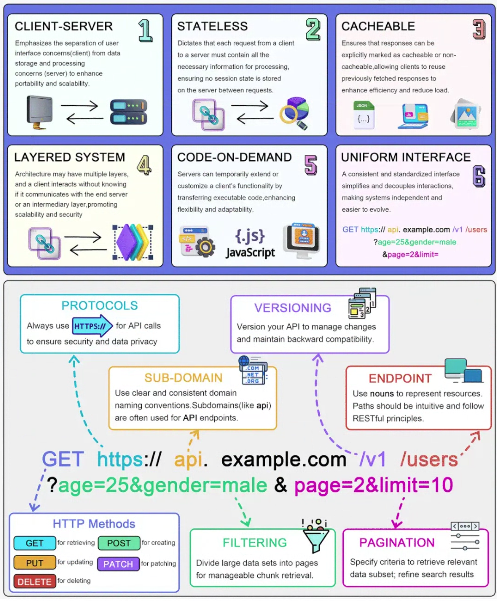 CLIENT-SERVER
1
Emphasizes the separation of user
interface concerns(client) from data
storage and processing
concerns (server) to enhance
portability and scalability.
STATELESS
2
Dictates that each request from a client
to a server must contain all the
necessary information for processing,
ensuring no session state is stored
on the server between requests.
CACHEABLE
3
Ensure that responses can be
explicitly marked as cacheable or non-
cacheable,allowing clients to reuse
previously fetched responses to
enhance efficiency and reduce load.
JSON
{...}
LAYERED SYSTEM
4
Architecture may have multiple layers,
and a client interacts without knowing
if it communicates with the end server
or an intermediary layer,promoting
scalability and security
CODE-ON-DEMAND
5
Servers can temporarily extend or
customize a client's functionality by
transferring executable code,enhancing
flexibility and adaptability.
{.js}
JavaScript
UNIFORM INTERFACE
6
A consistent and standardized interface
simplifies and decouples interactions,
making systems independent and
easier to evolve.
GET https:// api. example.com /v1 /users
?age=25&gender=male
&page=2&limit=
PROTOCOLS
Always use HTTPS:// for API calls
to ensure security and data privacy
VERSIONING
Version your API to manage changes
and maintain backward compatibility.
SUB-DOMAIN
.COM
.NET
.ORG
Use clear and consistent domain
naming conventions.Subdomains(like api)
are often used for API endpoints.
ENDPOINT
Use nouns to represent resources.
Paths should be intuitive and follow
RESTful principles.
GET https:// api. example.com /v1 /users
?age=25&gender=male & page=2&limit=10
HTTP Methods
GET for retrieving POST for creating
PUT for updating PATCH for patching
DELETE for deleting
FILTERING
Divide large data sets into pages
for manageable chunk retrieval.
PAGINATION
Specify criteria to retrieve relevant
data subset; refine search results